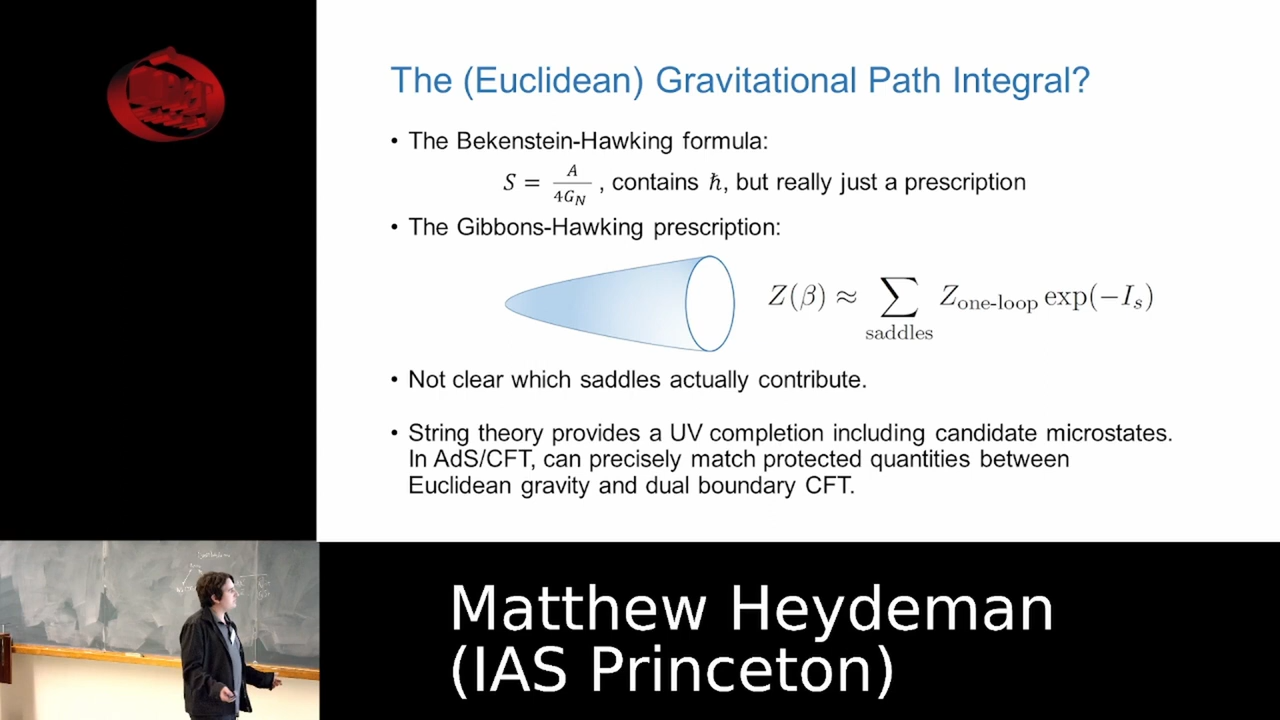 The (Euclidean) Gravitational Path Integral?
• The Bekenstein-Hawking formula:
S = A/4G_N , contains ℏ, but really just a prescription
• The Gibbons-Hawking prescription:
Z(β) ≈ ∑_saddles Z_one-loop exp(−I_s)
• Not clear which saddles actually contribute.
• String theory provides a UV completion including candidate microstates.
In AdS/CFT, can precisely match protected quantities between
Euclidean gravity and dual boundary CFT.
Matthew Heydeman
(IAS Princeton)